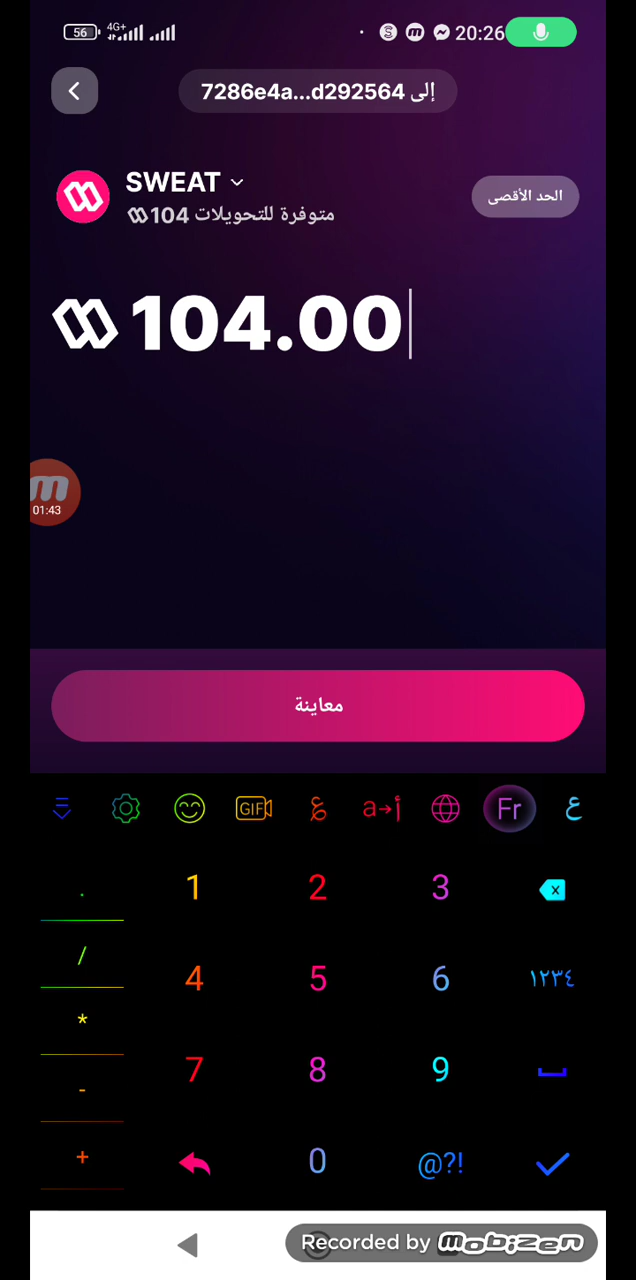 56 4G+ 20:26
إلى 7286e4a...d292564
SWEAT
متوفرة للتحويلات 104
الحد الأقصى
104.00
01:43
معاينة
GIF ع a→أ Fr ع
. 1 2 3
/
4 5 6 ١٢٣٤
*
7 8 9
-
+ 0 @?!
Recorded by mobizen